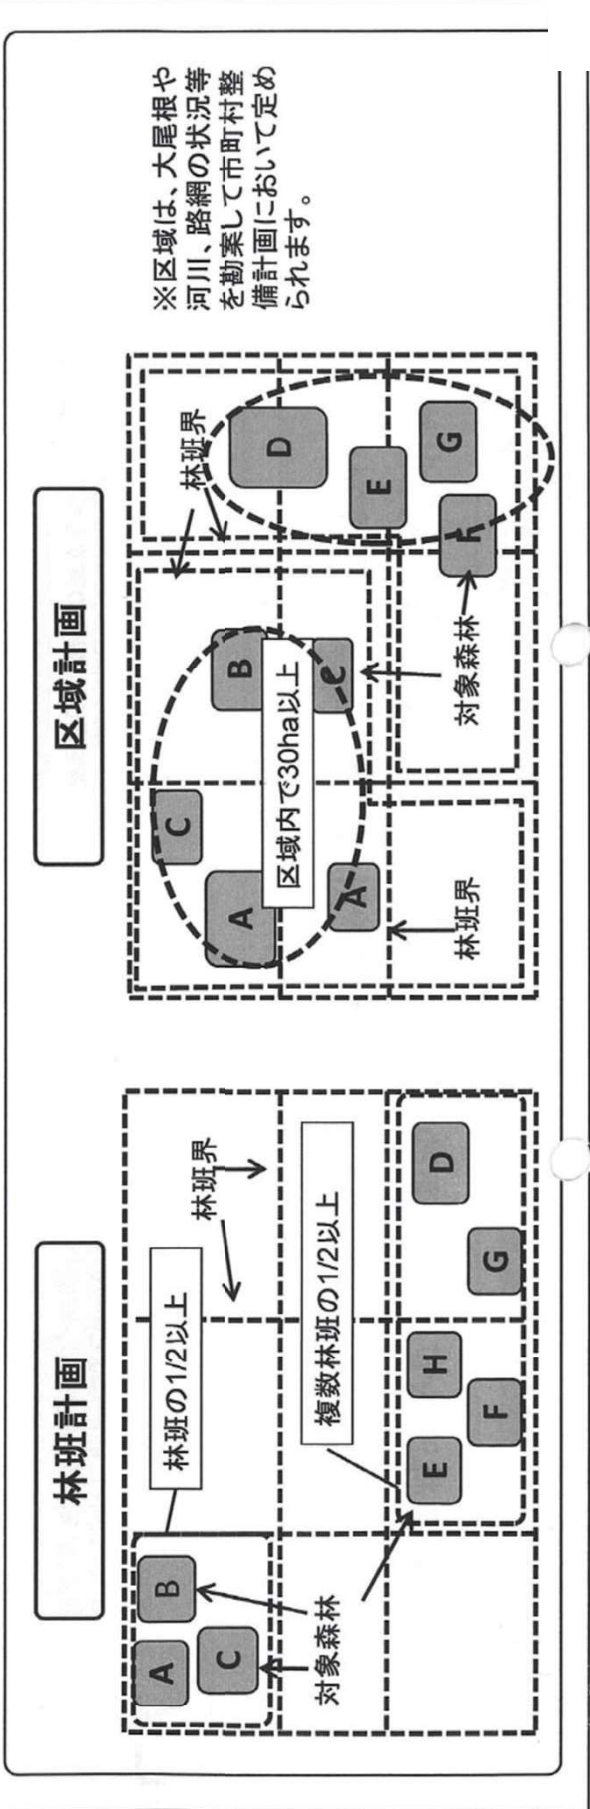 林班計画
林班の1/2以上
林班界
複数林班の1/2以上
対象森林
A
B
C
D
E
F
G
H
区域計画
林班界
区域内で30ha以上
対象森林
林班界
A
B
C
D
E
G
A
※区域は、大尾根や
河川、路網の状況等
を勘案して市町村整
備計画において定め
られます。